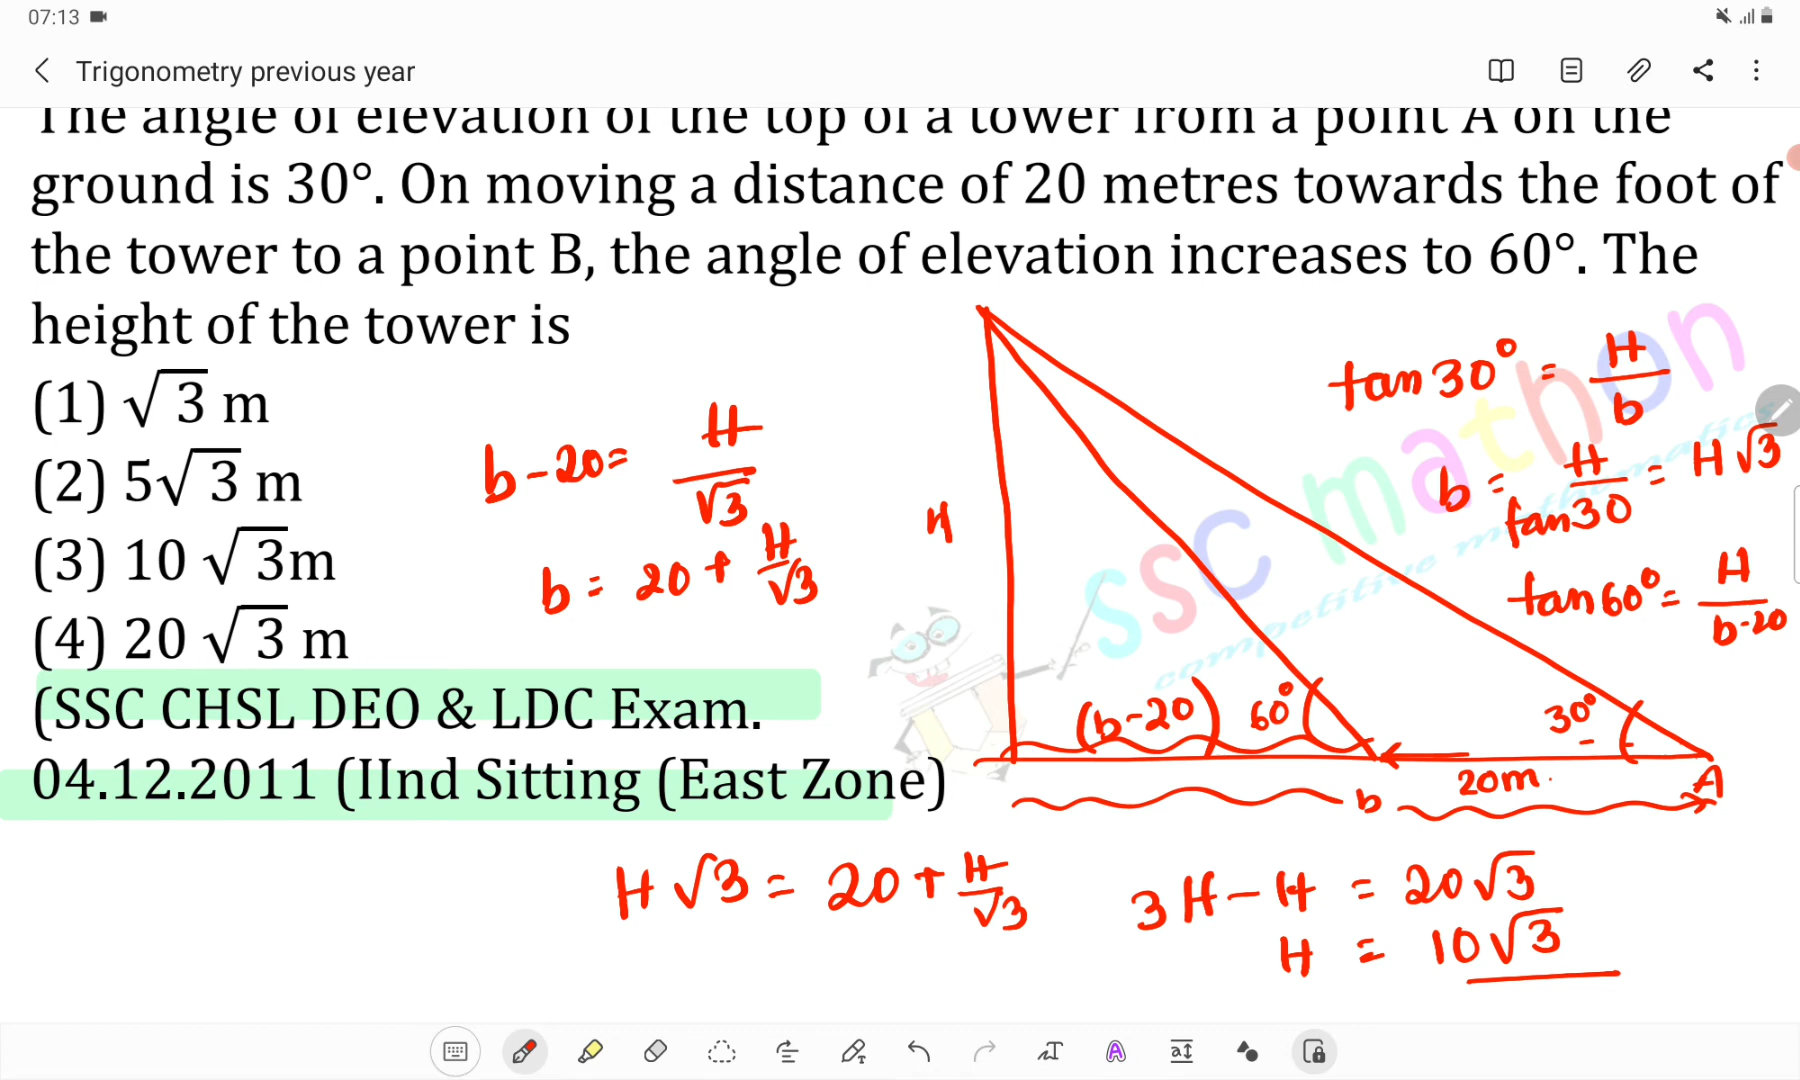 07:13
Trigonometry previous year
The angle of elevation of the top of a tower from a point A on the
ground is 30°. On moving a distance of 20 metres towards the foot of
the tower to a point B, the angle of elevation increases to 60°. The
height of the tower is
(1) √3 m
(2) 5√3 m
(3) 10 √3m
(4) 20 √3 m
(SSC CHSL DEO & LDC Exam.
04.12.2011 (IInd Sitting (East Zone)
b-20= H/√3
b = 20 + H/√3
H
tan 30° = H/b
b = H/tan30 = H√3
tan 60° = H/b-20
ssc mathon
competitive mathematics
(b-20) 60°
30°
20m.
A
b
H√3 = 20 + H/√3
3H - H = 20√3
H = 10√3